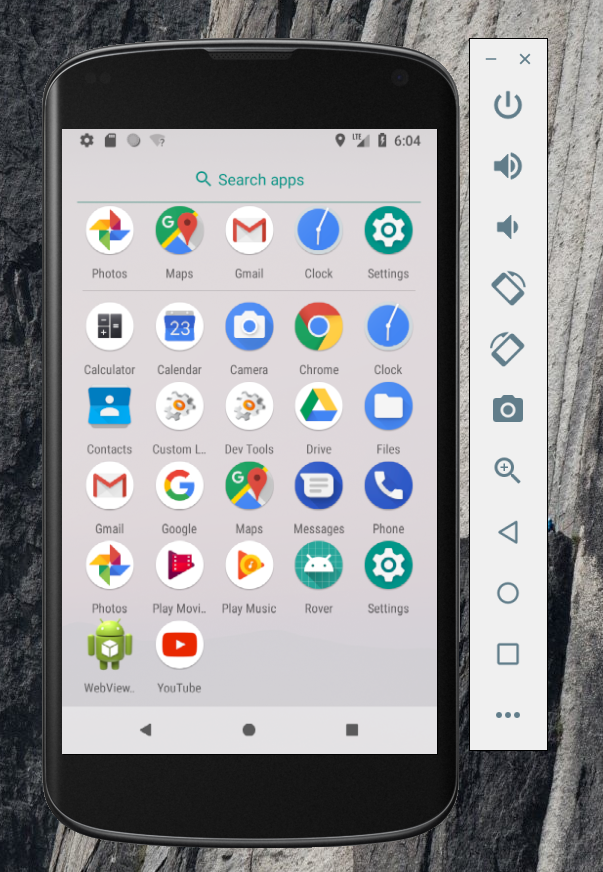 LTE 6:04
Search apps
Photos Maps Gmail Clock Settings
23
Calculator Calendar Camera Chrome Clock
Contacts Custom L.. Dev Tools Drive Files
Gmail Google Maps Messages Phone
Photos Play Movi.. Play Music Rover Settings
WebView.. YouTube